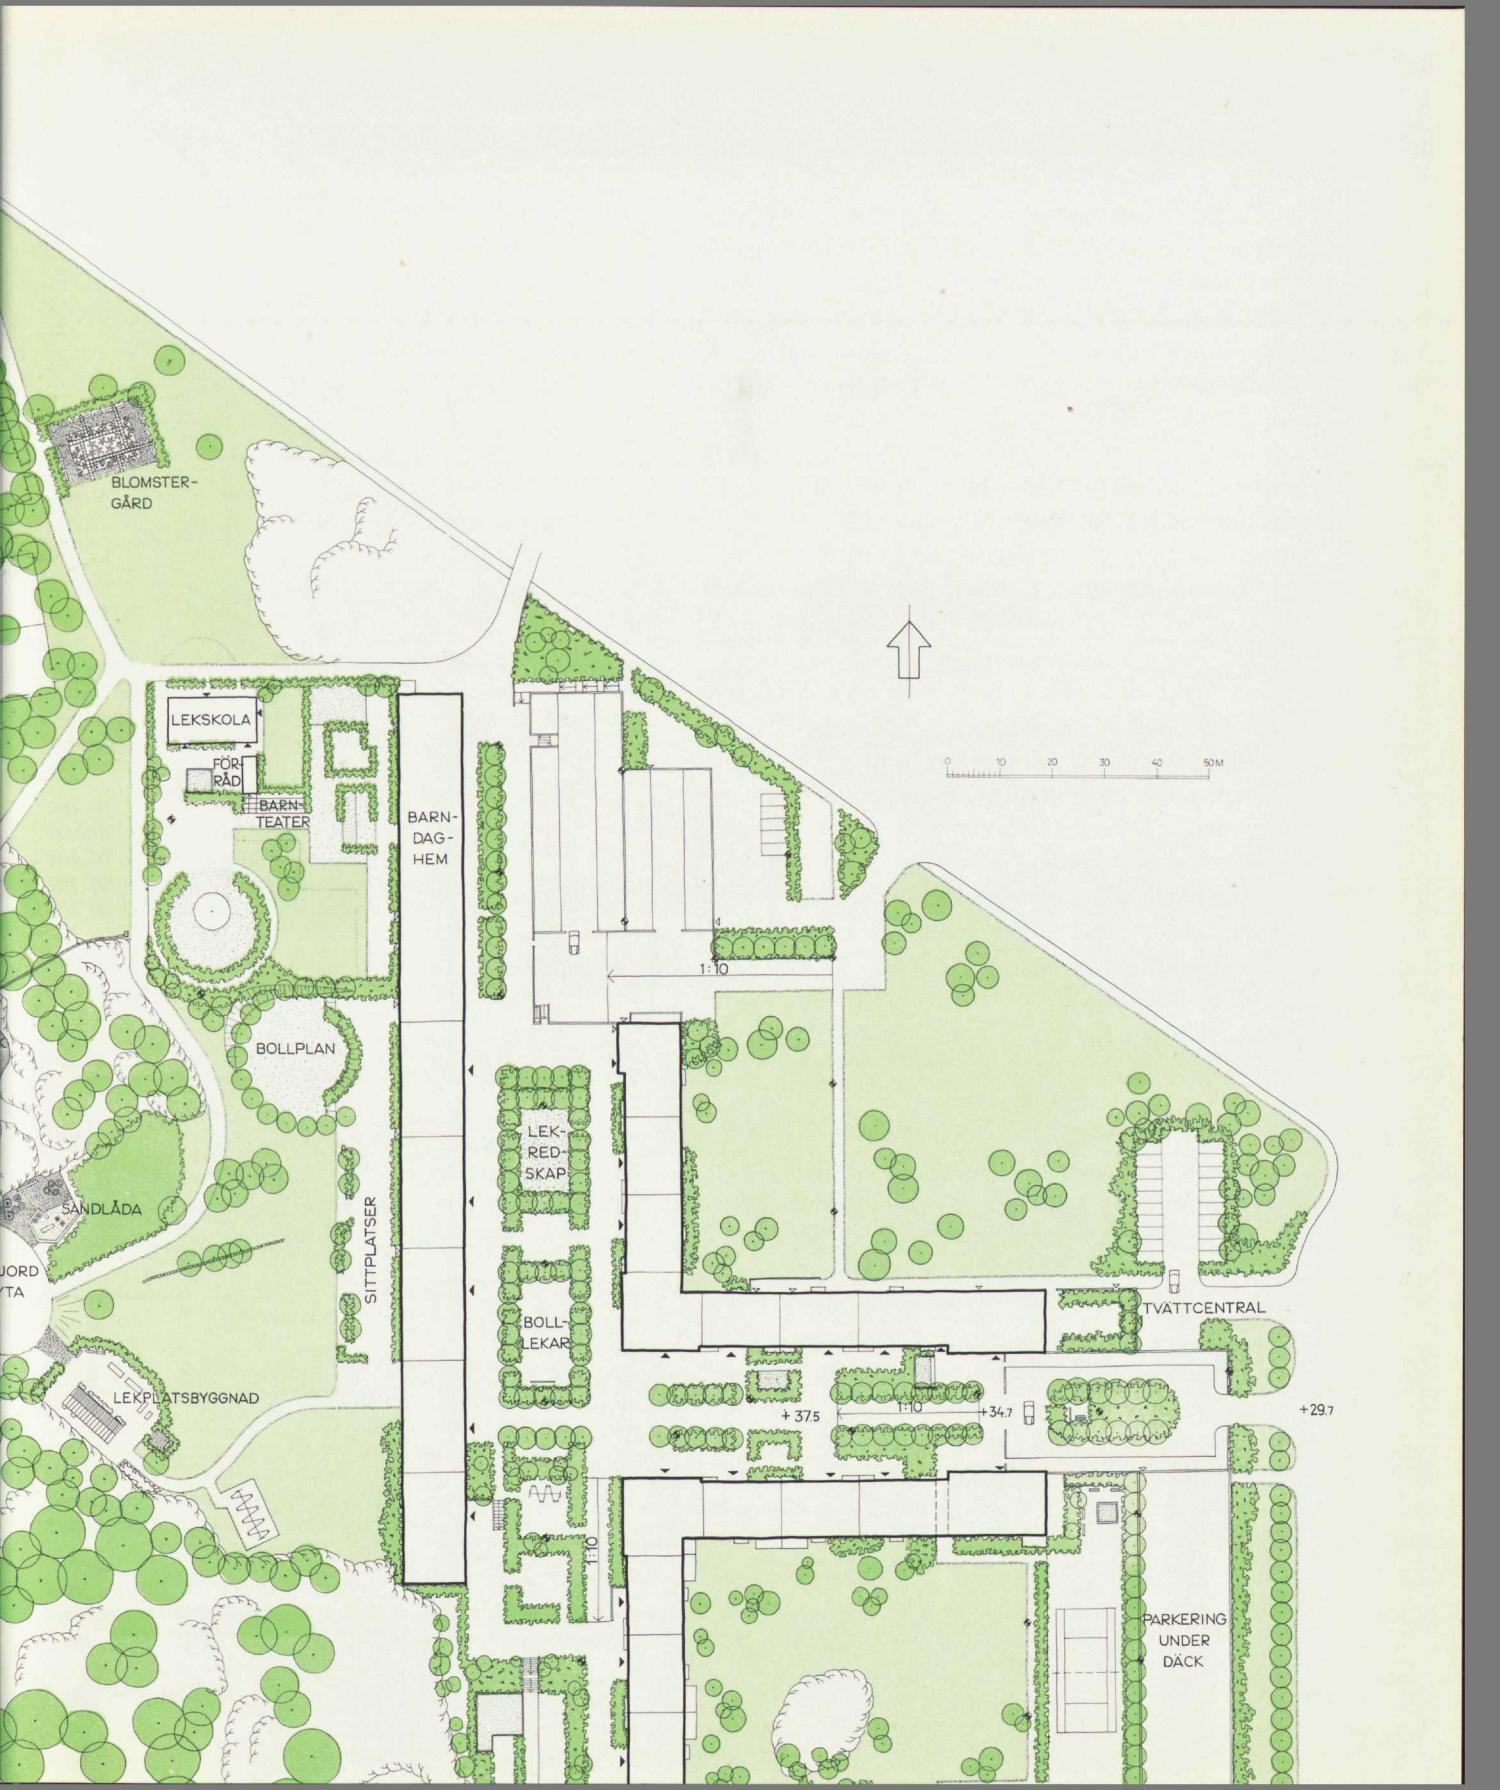 BLOMSTER-
GÅRD
LEKSKOLA
FÖR-
RÅD
BARN-
TEATER
BARN-
DAG-
HEM
0 10 20 30 40 50 M
1:10
BOLLPLAN
LEK-
RED-
SKAP
SANDLÅDA
SITTPLATSER
JORD
YTA
BOLL-
LEKAR
TVÄTTCENTRAL
LEKPLATSBYGGNAD
+ 37.5
1:10
+34.7
+29.7
1:10
PARKERING
UNDER
DÄCK